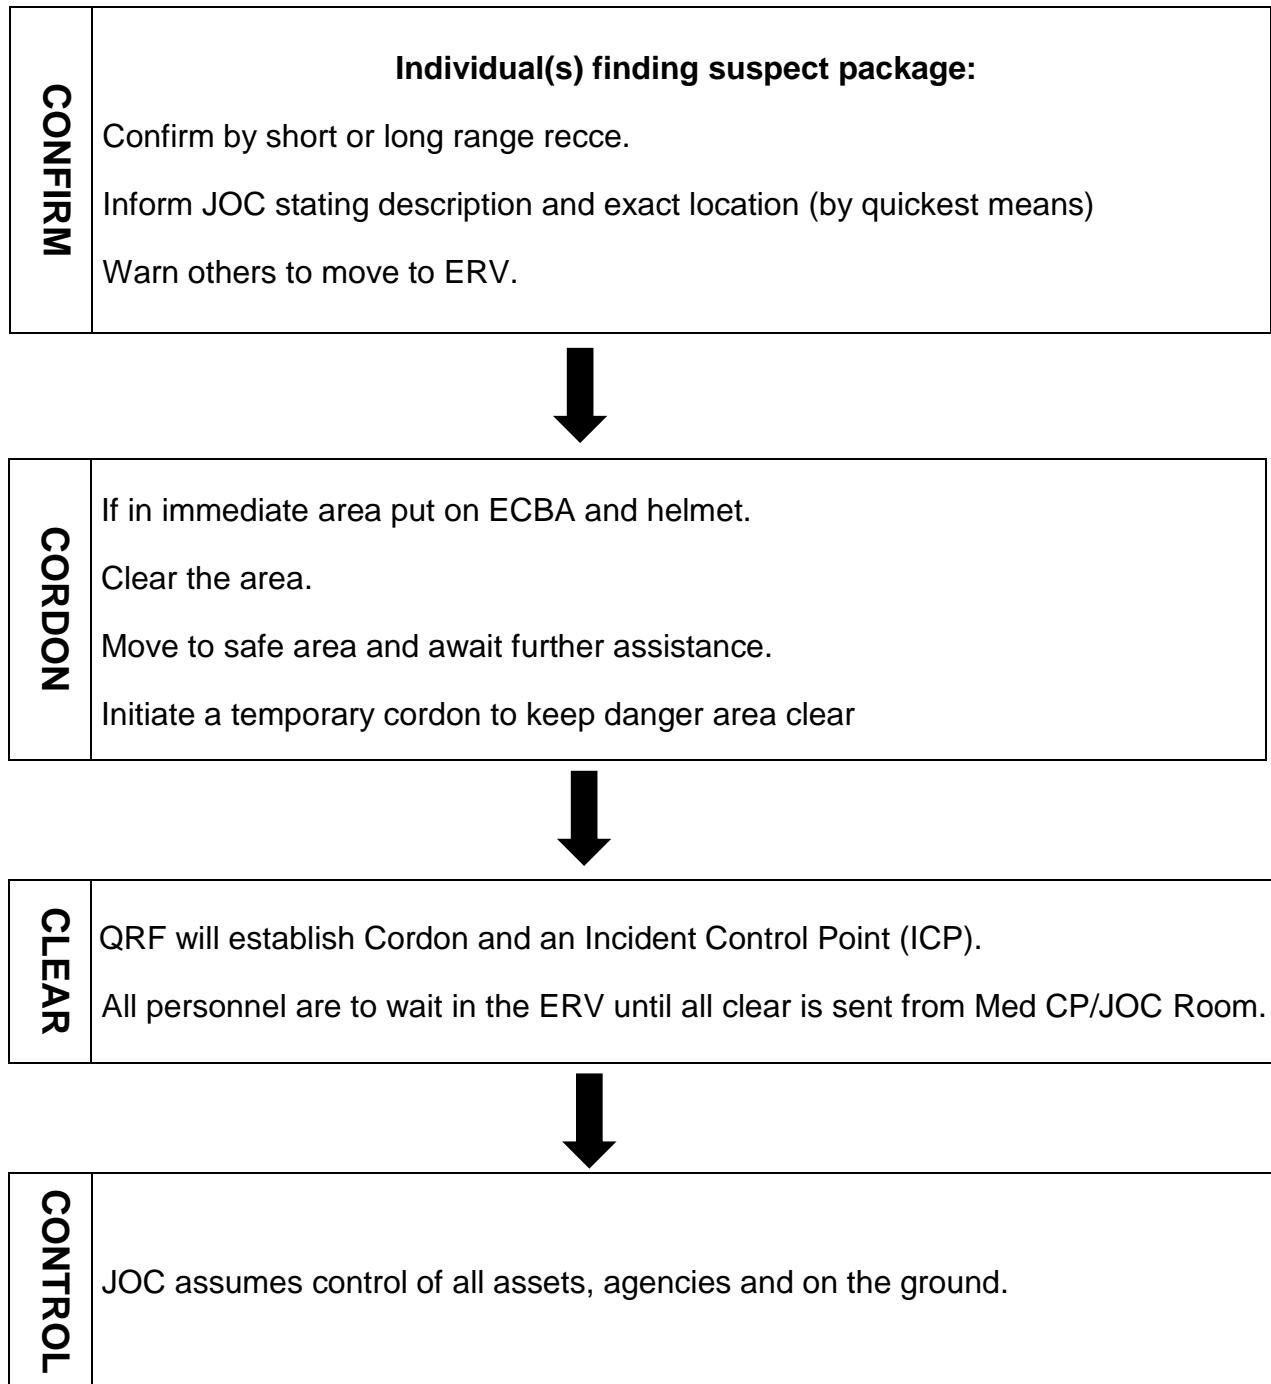 CONFIRM
Individual(s) finding suspect package:
Confirm by short or long range recce.
Inform JOC stating description and exact location (by quickest means)
Warn others to move to ERV.
CORDON
If in immediate area put on ECBA and helmet.
Clear the area.
Move to safe area and await further assistance.
Initiate a temporary cordon to keep danger area clear
CLEAR
QRF will establish Cordon and an Incident Control Point (ICP).
All personnel are to wait in the ERV until all clear is sent from Med CP/JOC Room.
CONTROL
JOC assumes control of all assets, agencies and on the ground.